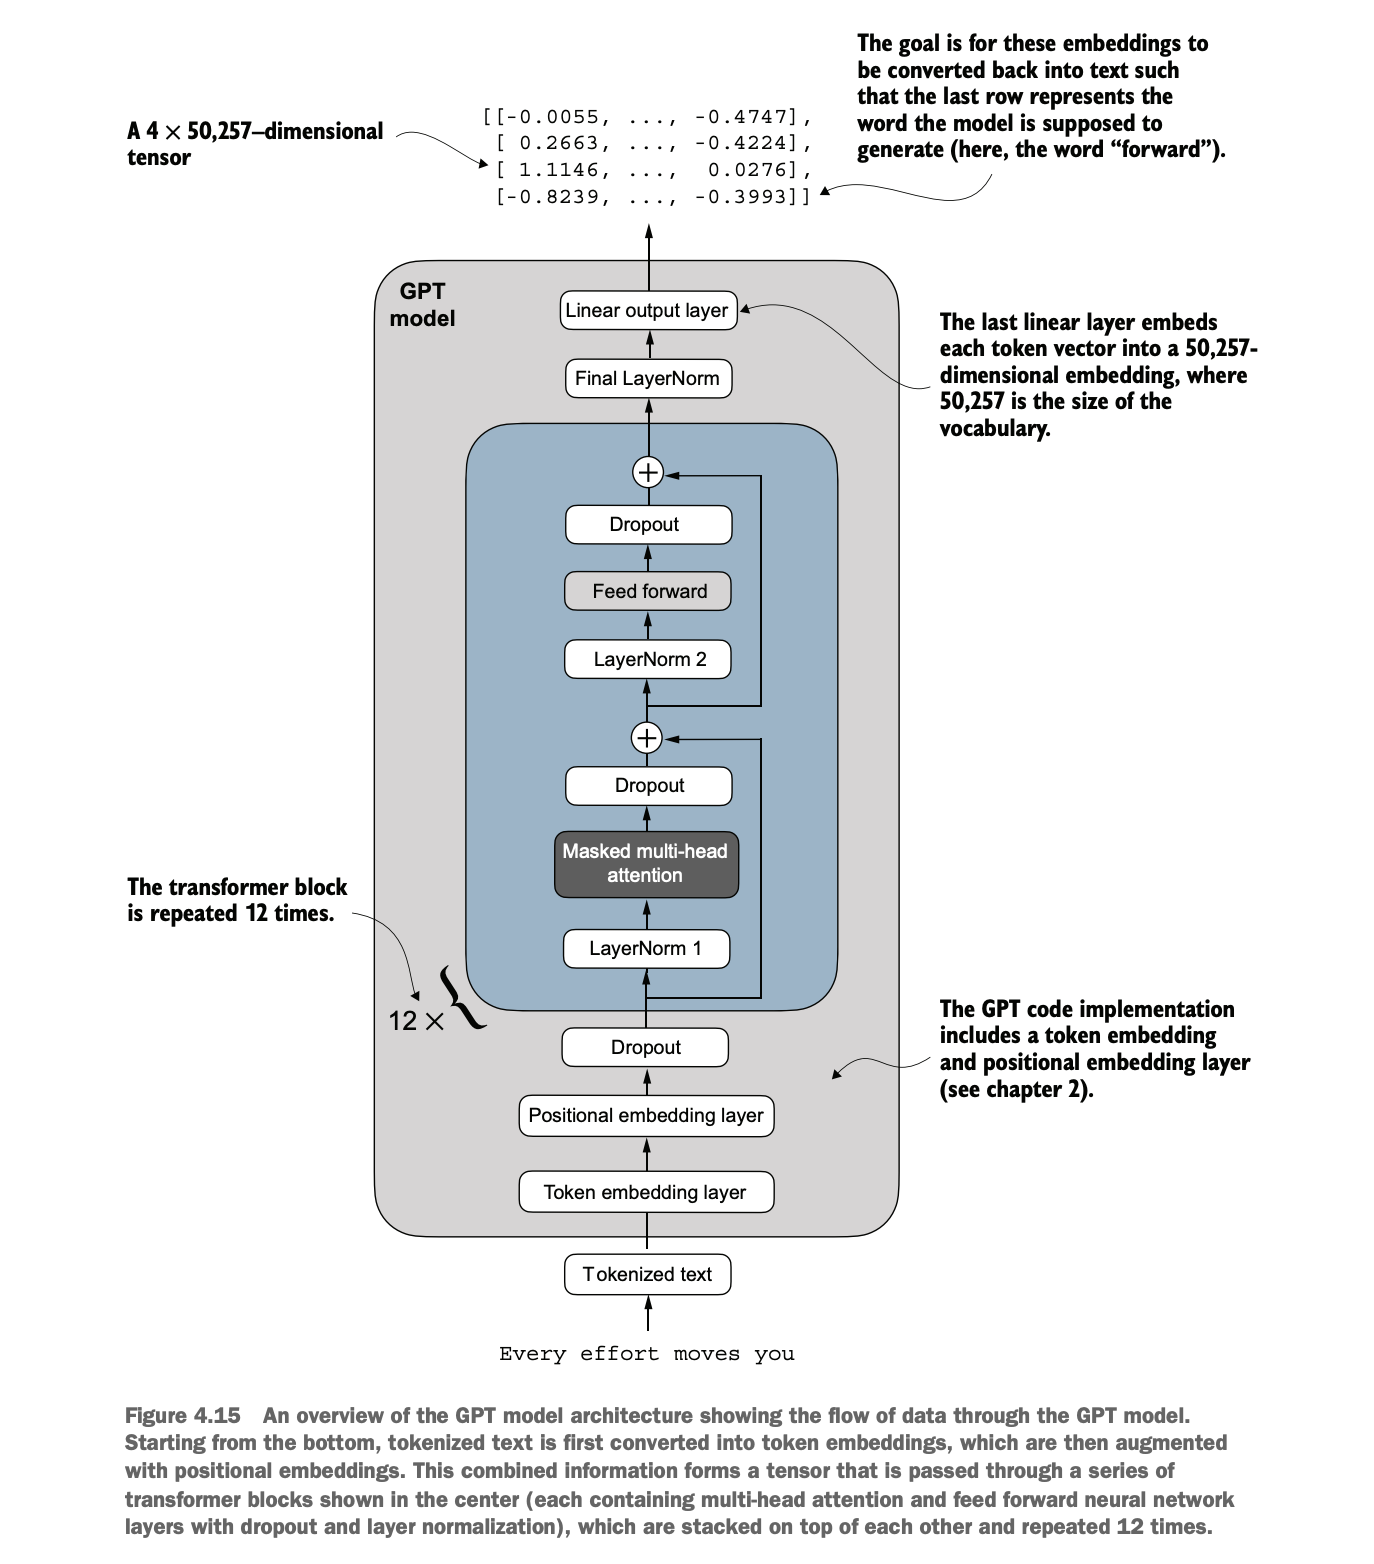 The goal is for these embeddings to
be converted back into text such
that the last row represents the
word the model is supposed to
generate (here, the word “forward”).
A 4 × 50,257–dimensional
tensor
[[-0.0055, ..., -0.4747],
[ 0.2663, ..., -0.4224],
[ 1.1146, ..., 0.0276],
[-0.8239, ..., -0.3993]]
GPT
model
Linear output layer
The last linear layer embeds
each token vector into a 50,257-
dimensional embedding, where
50,257 is the size of the
vocabulary.
Final LayerNorm
+
Dropout
Feed forward
LayerNorm 2
+
Dropout
Masked multi-head
attention
The transformer block
is repeated 12 times.
LayerNorm 1
12 × {
Dropout
The GPT code implementation
includes a token embedding
and positional embedding layer
(see chapter 2).
Positional embedding layer
Token embedding layer
Tokenized text
Every effort moves you
Figure 4.15 An overview of the GPT model architecture showing the flow of data through the GPT model.
Starting from the bottom, tokenized text is first converted into token embeddings, which are then augmented
with positional embeddings. This combined information forms a tensor that is passed through a series of
transformer blocks shown in the center (each containing multi-head attention and feed forward neural network
layers with dropout and layer normalization), which are stacked on top of each other and repeated 12 times.